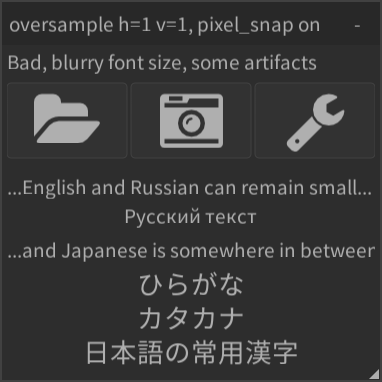 oversample h=1 v=1, pixel_snap on -
Bad, blurry font size, some artifacts
...English and Russian can remain small...
Русский текст
...and Japanese is somewhere in between
ひらがな
カタカナ
日本語の常用漢字